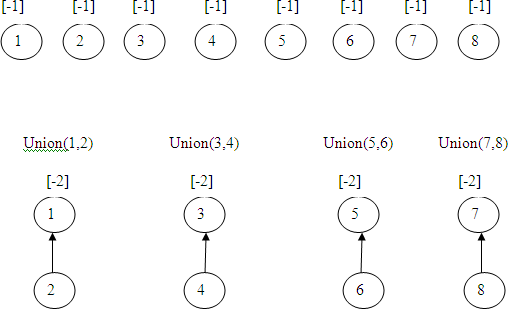 [-1] [-1] [-1] [-1] [-1] [-1] [-1] [-1]
1 2 3 4 5 6 7 8
Union(1,2) Union(3,4) Union(5,6) Union(7,8)
[-2] [-2] [-2] [-2]
1 3 5 7
2 4 6 8